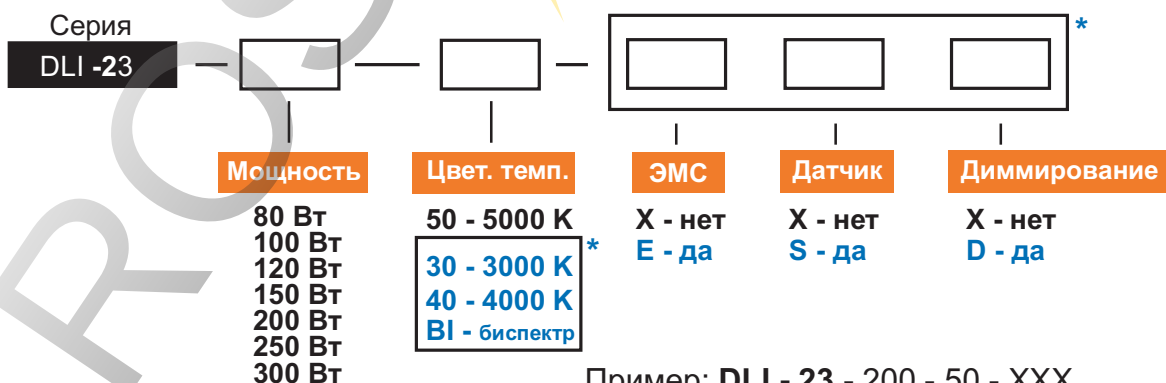 Серия
DLI -23
*
Мощность
80 Вт
100 Вт
120 Вт
150 Вт
200 Вт
250 Вт
300 Вт
Цвет. темп.
50 - 5000 K
*
30 - 3000 K
40 - 4000 K
BI - биспектр
ЭМС
X - нет
E - да
Датчик
X - нет
S - да
Диммирование
X - нет
D - да
Пример: DLI - 23 - 200 - 50 - XXX